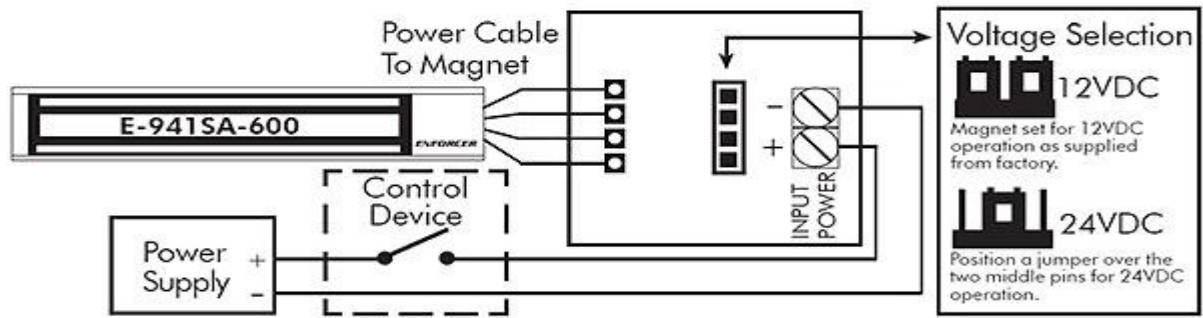 Power Cable
To Magnet
E-941SA-600
ENFORCER
-
+
INPUT
POWER
Control
Device
Power
Supply
+
-
Voltage Selection
12VDC
Magnet set for 12VDC
operation as supplied
from factory.
24VDC
Position a jumper over the
two middle pins for 24VDC
operation.